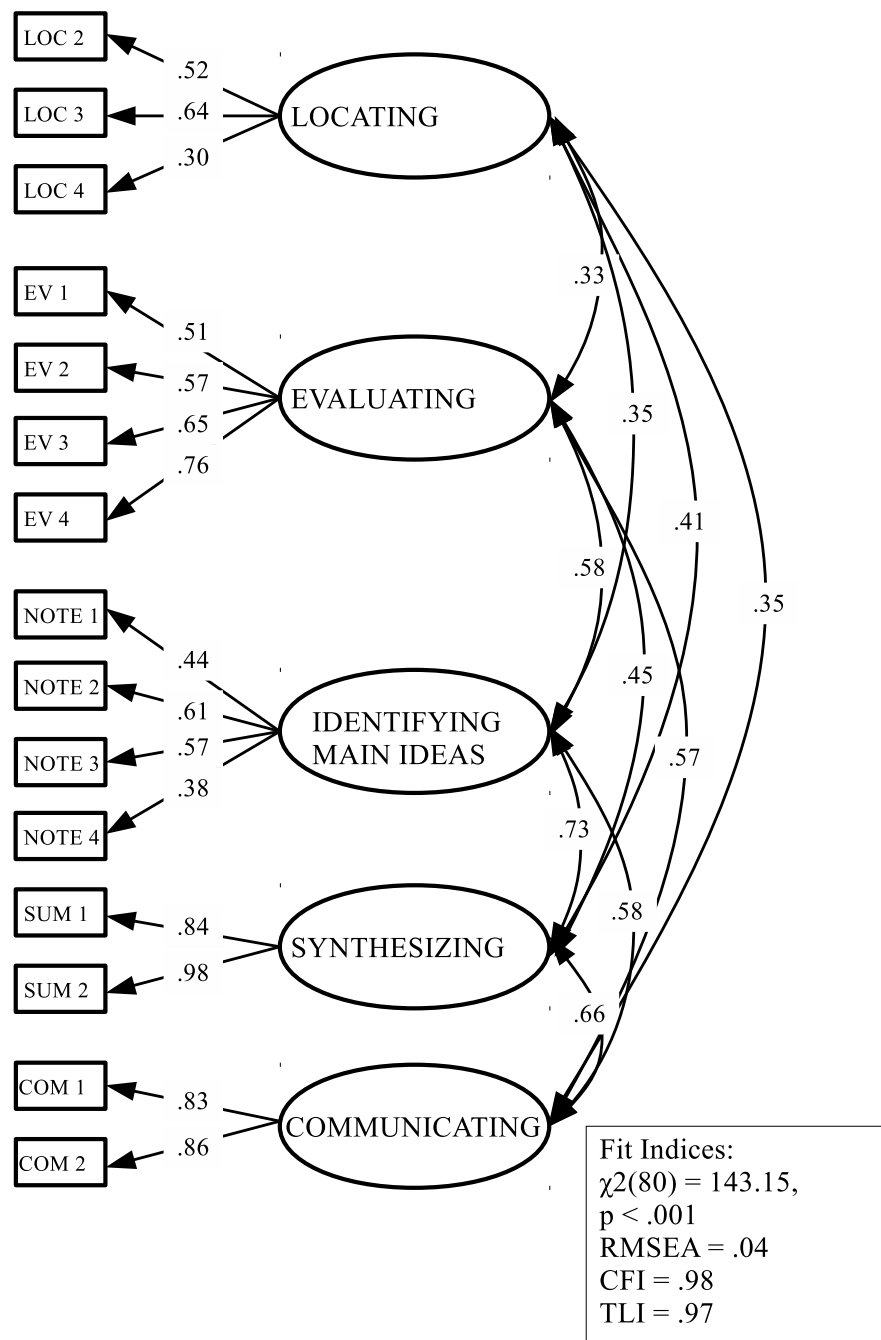 LOC 2
.52
LOC 3
.64
LOCATING
.30
LOC 4
.33
EV 1
.51
EV 2
.57
EVALUATING
.65
EV 3
.76
EV 4
.35
.41
.58
.35
NOTE 1
.44
NOTE 2
.61
IDENTIFYING
MAIN IDEAS
.57
NOTE 3
.38
NOTE 4
.45
.57
.73
.58
SUM 1
.84
SYNTHESIZING
.98
SUM 2
.66
COM 1
.83
COMMUNICATING
.86
COM 2
Fit Indices:
χ2(80) = 143.15,
p < .001
RMSEA = .04
CFI = .98
TLI = .97